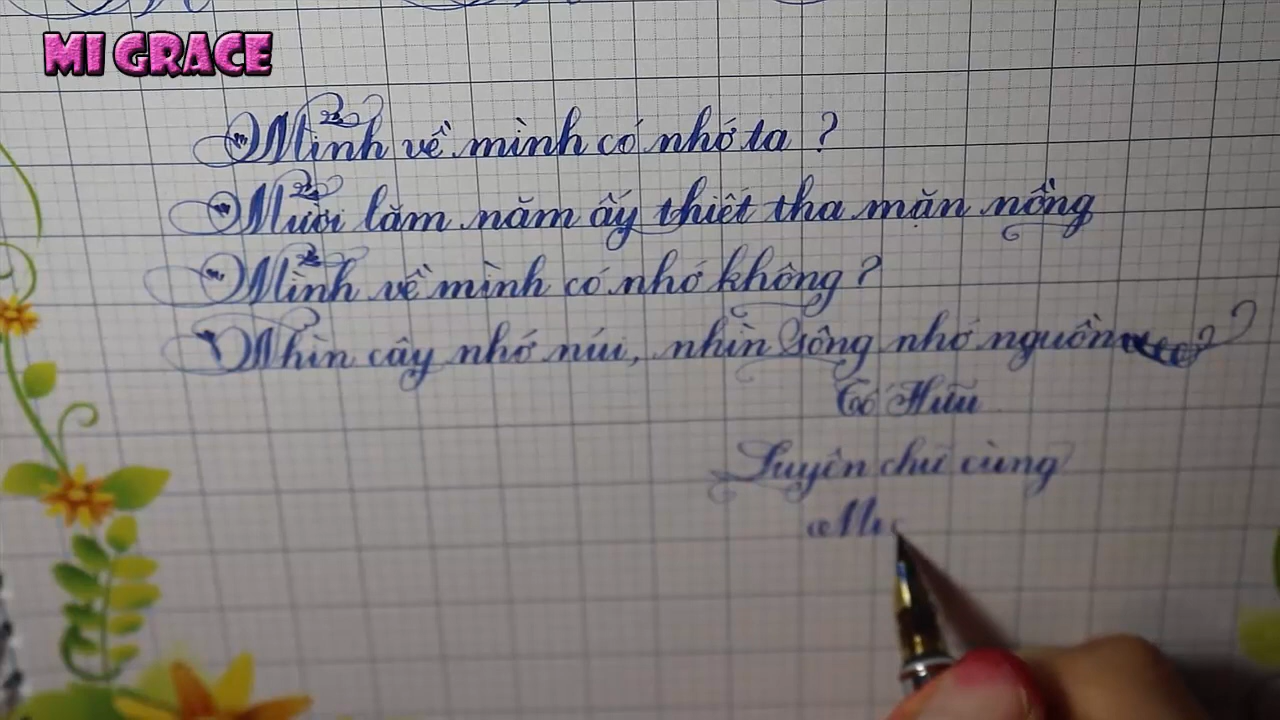 MI GRACE
Mình về mình có nhớ ta ?
Mười lăm năm ấy thiết tha mặn nồng
Mình về mình có nhớ không ?
Nhìn cây nhớ núi, nhìn sông nhớ nguồn
Tố Hữu
Luyện chữ cùng